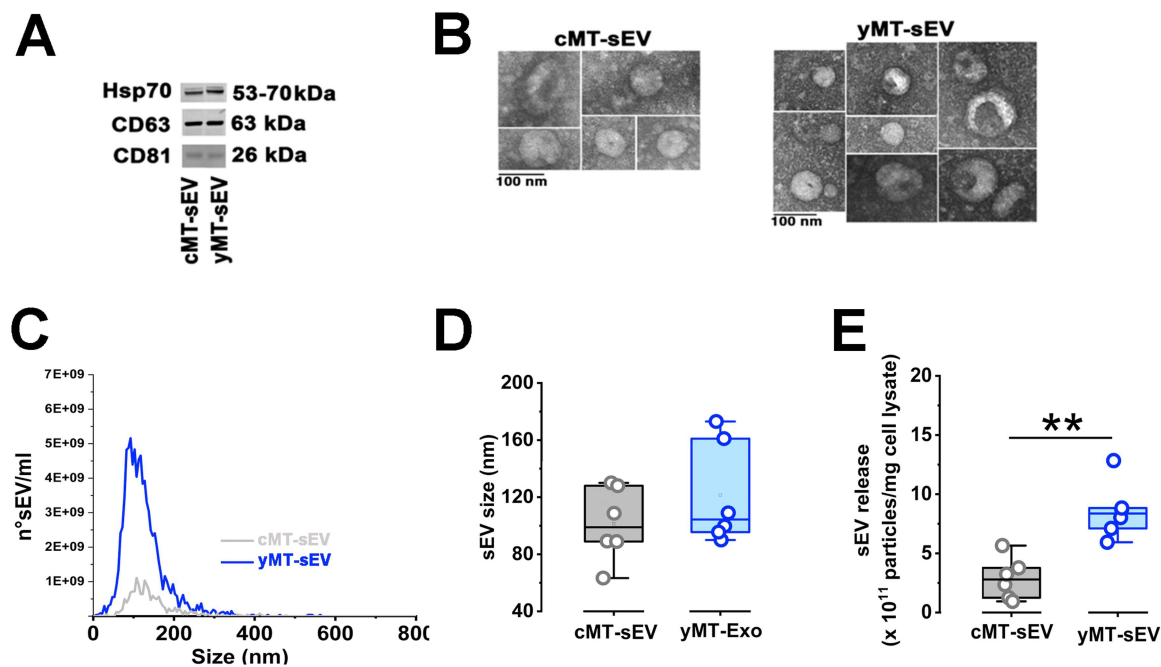 A
Hsp70 53-70kDa
CD63 63 kDa
CD81 26 kDa
cMT-sEV
yMT-sEV
B
cMT-sEV
100 nm
yMT-sEV
100 nm
C
n°sEV/ml
7E+09
6E+09
5E+09
4E+09
3E+09
2E+09
1E+09
cMT-sEV
yMT-sEV
0 200 400 600 800
Size (nm)
D
sEV size (nm)
200
160
120
80
40
cMT-sEV yMT-Exo
E
sEV release
(x 10¹¹ particles/mg cell lysate)
20
15
10
5
0
**
cMT-sEV yMT-sEV